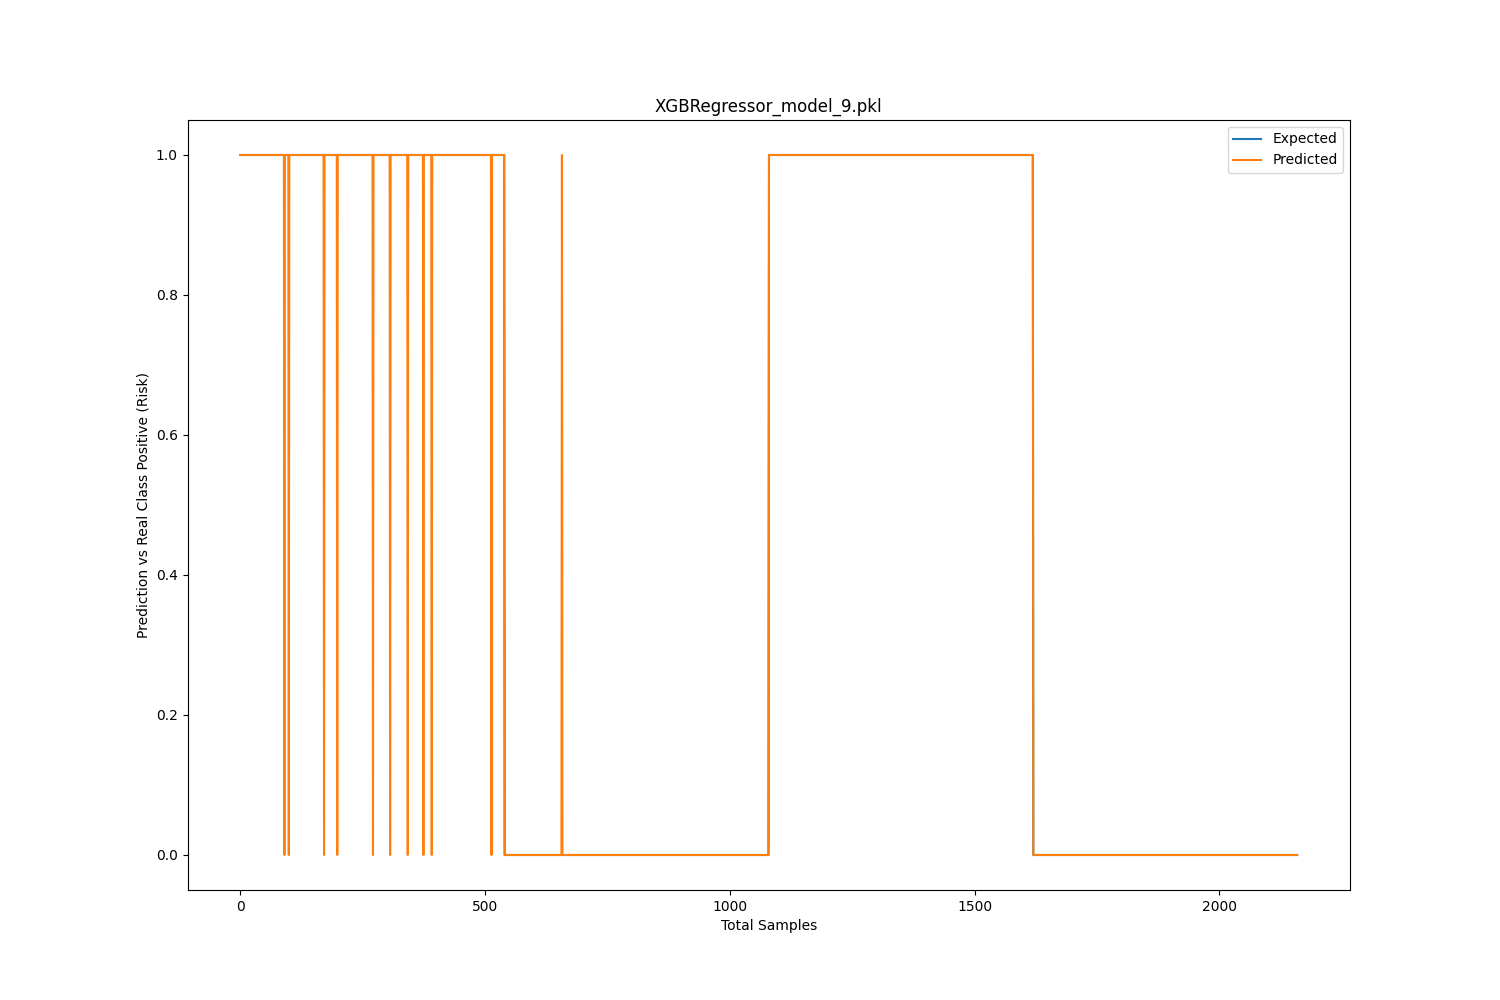 XGBRegressor_model_9.pkl
Expected
Predicted
Prediction vs Real Class Positive (Risk)
1.0
0.8
0.6
0.4
0.2
0.0
0
500
1000
1500
2000
Total Samples